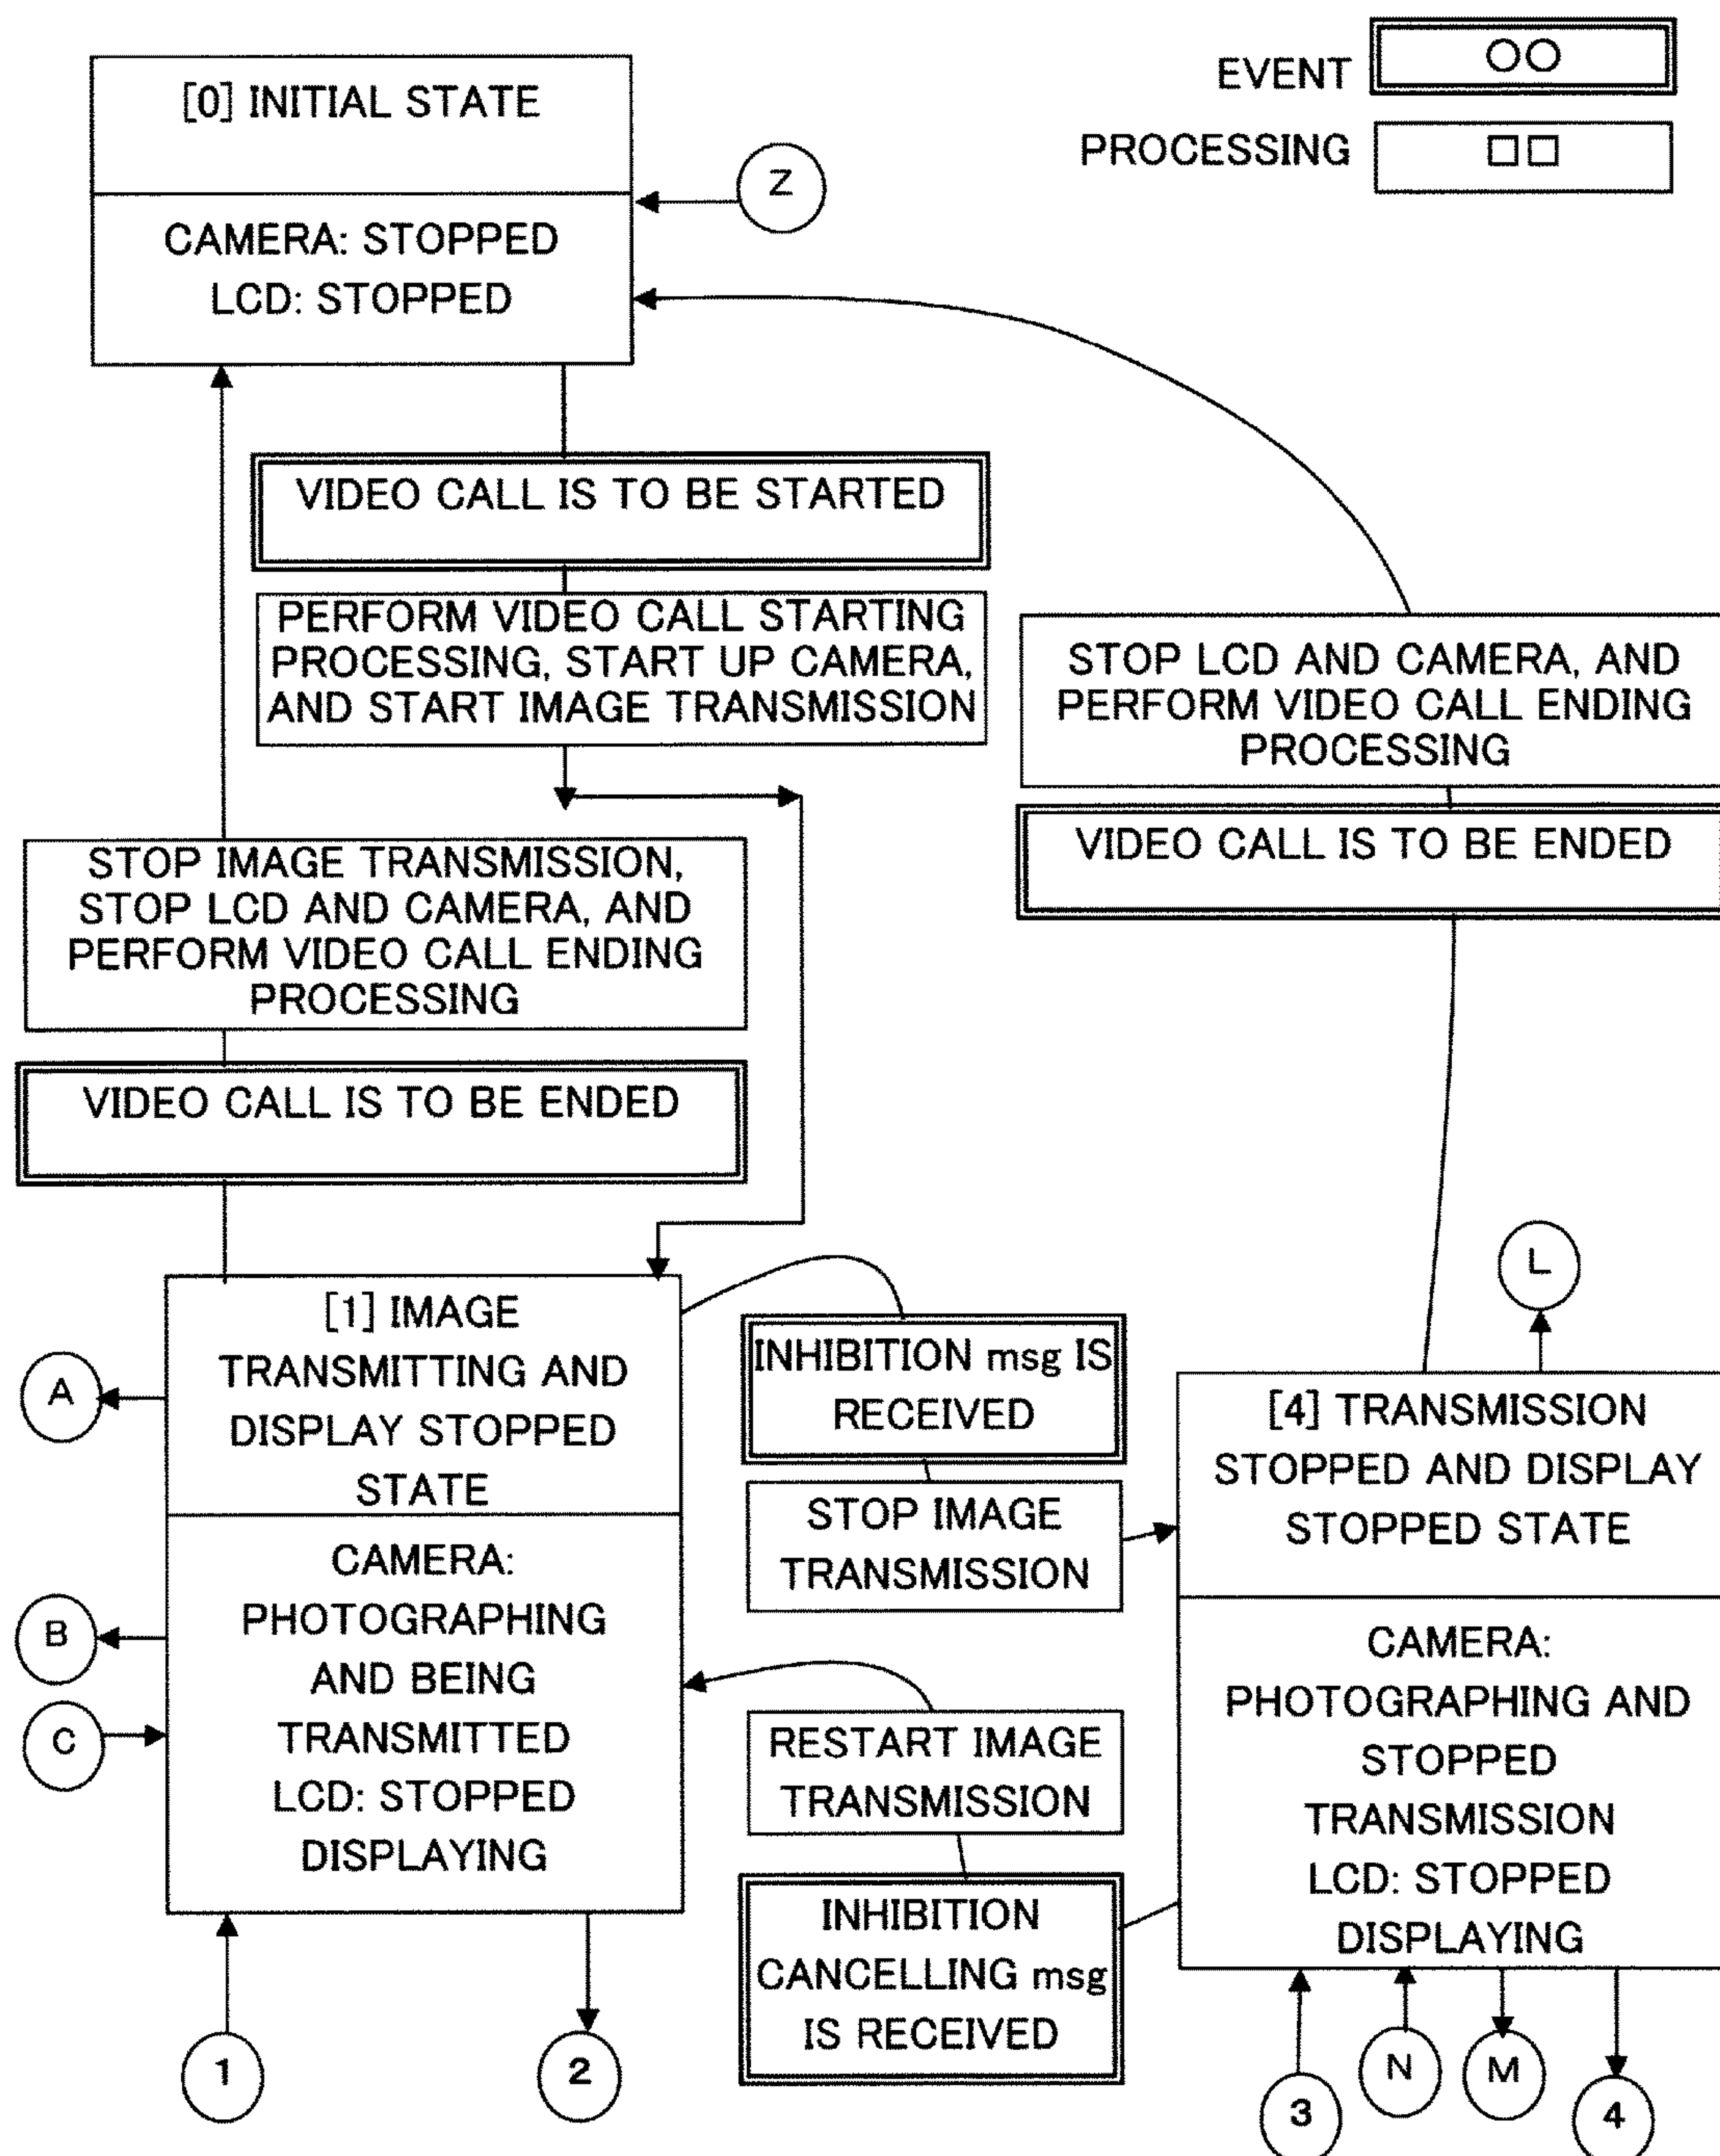 EVENT
○○
PROCESSING
□□
[0] INITIAL STATE
CAMERA: STOPPED
LCD: STOPPED
Z
VIDEO CALL IS TO BE STARTED
PERFORM VIDEO CALL STARTING
PROCESSING, START UP CAMERA,
AND START IMAGE TRANSMISSION
STOP LCD AND CAMERA, AND
PERFORM VIDEO CALL ENDING
PROCESSING
VIDEO CALL IS TO BE ENDED
STOP IMAGE TRANSMISSION,
STOP LCD AND CAMERA, AND
PERFORM VIDEO CALL ENDING
PROCESSING
VIDEO CALL IS TO BE ENDED
[1] IMAGE
TRANSMITTING AND
DISPLAY STOPPED
STATE
CAMERA:
PHOTOGRAPHING
AND BEING
TRANSMITTED
LCD: STOPPED
DISPLAYING
A
B
C
1
2
INHIBITION msg IS
RECEIVED
STOP IMAGE
TRANSMISSION
RESTART IMAGE
TRANSMISSION
INHIBITION
CANCELLING msg
IS RECEIVED
L
[4] TRANSMISSION
STOPPED AND DISPLAY
STOPPED STATE
CAMERA:
PHOTOGRAPHING AND
STOPPED
TRANSMISSION
LCD: STOPPED
DISPLAYING
3
N
M
4